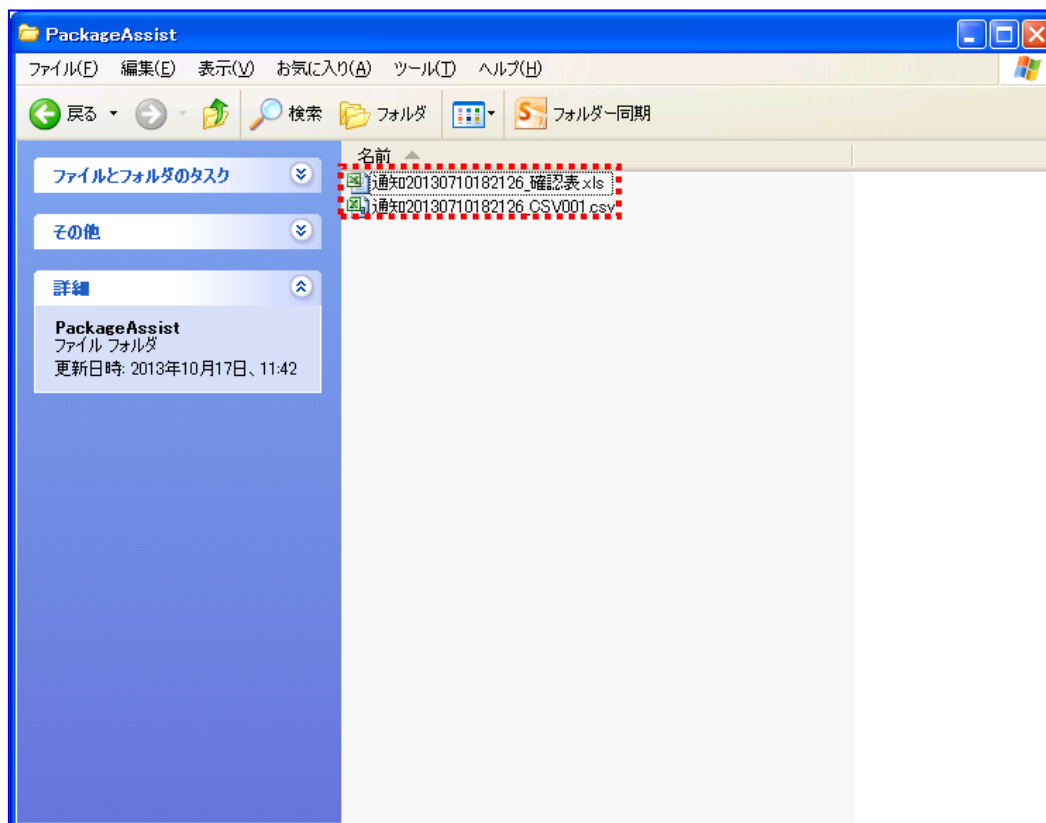 PackageAssist
ファイル(F) 編集(E) 表示(V) お気に入り(A) ツール(T) ヘルプ(H)
戻る 検索 フォルダ フォルダー同期
名前
ファイルとフォルダのタスク
通知20130710182126_確認表.xls
通知20130710182126_CSV001.csv
その他
詳細
PackageAssist
ファイル フォルダ
更新日時: 2013年10月17日、11:42